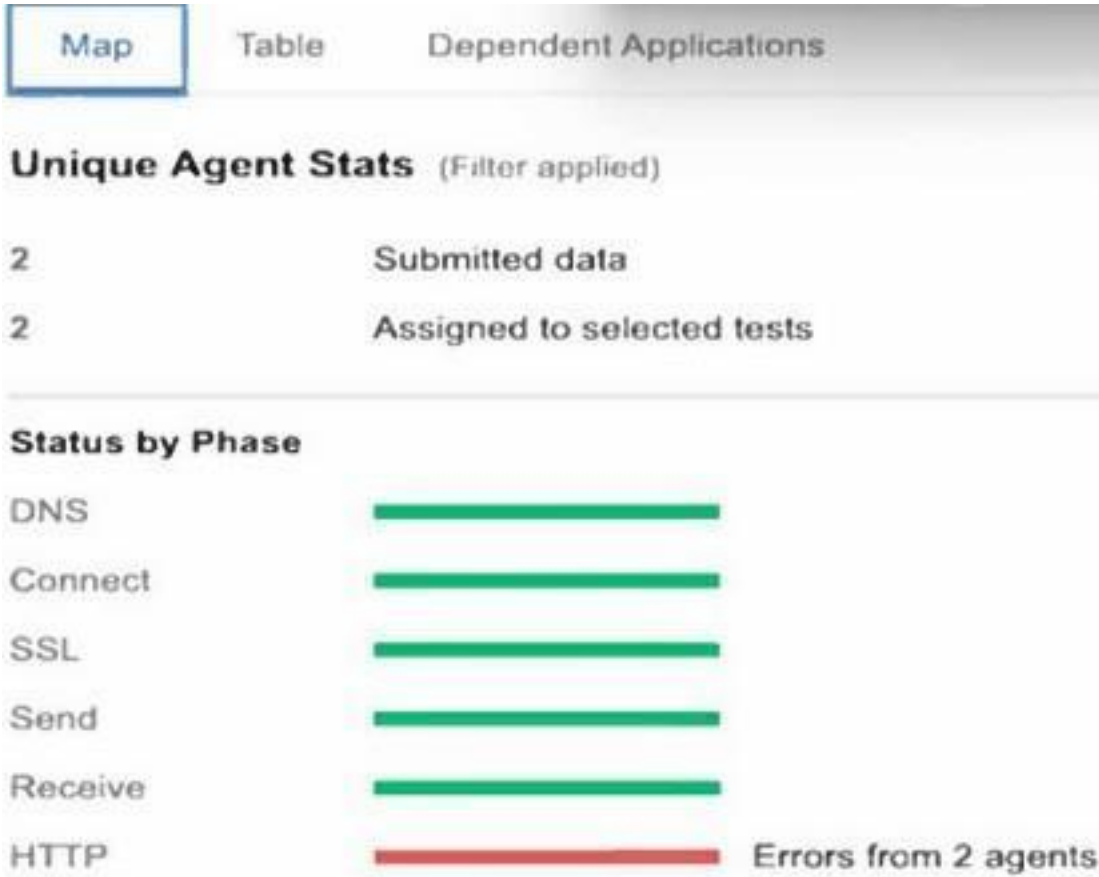 Map Table Dependent Applications
Unique Agent Stats (Filter applied)
2 Submitted data
2 Assigned to selected tests
Status by Phase
DNS
Connect
SSL
Send
Receive
HTTP Errors from 2 agents